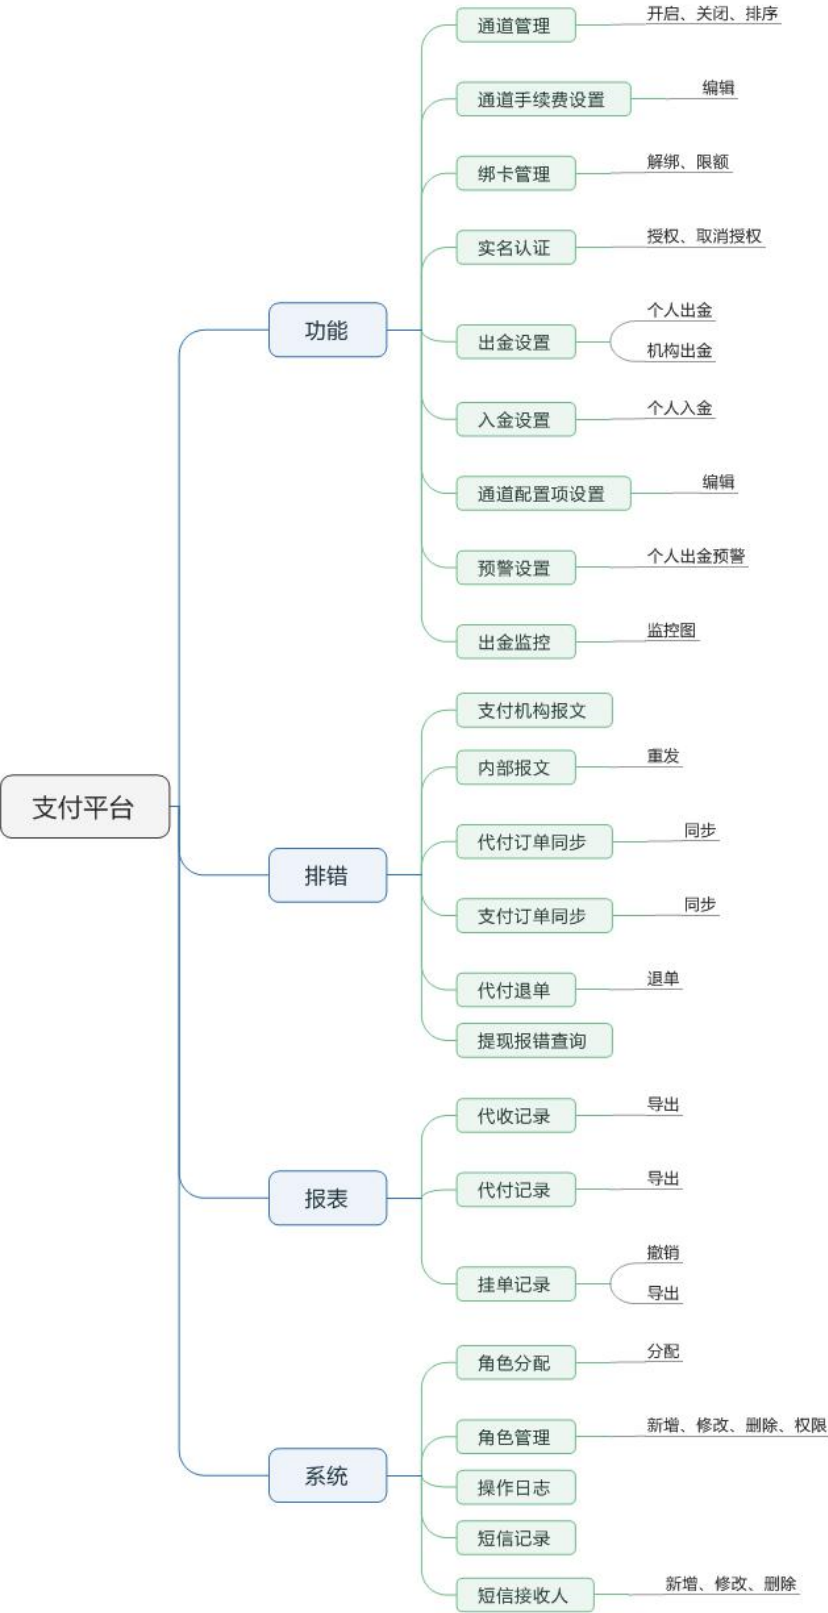 支付平台
功能
通道管理
开启、关闭、排序
通道手续费设置
编辑
绑卡管理
解绑、限额
实名认证
授权、取消授权
出金设置
个人出金
机构出金
入金设置
个人入金
通道配置项设置
编辑
预警设置
个人出金预警
出金监控
监控图
排错
支付机构报文
内部报文
重发
代付订单同步
同步
支付订单同步
同步
代付退单
退单
提现报错查询
报表
代收记录
导出
代付记录
导出
挂单记录
撤销
导出
系统
角色分配
分配
角色管理
新增、修改、删除、权限
操作日志
短信记录
短信接收人
新增、修改、删除